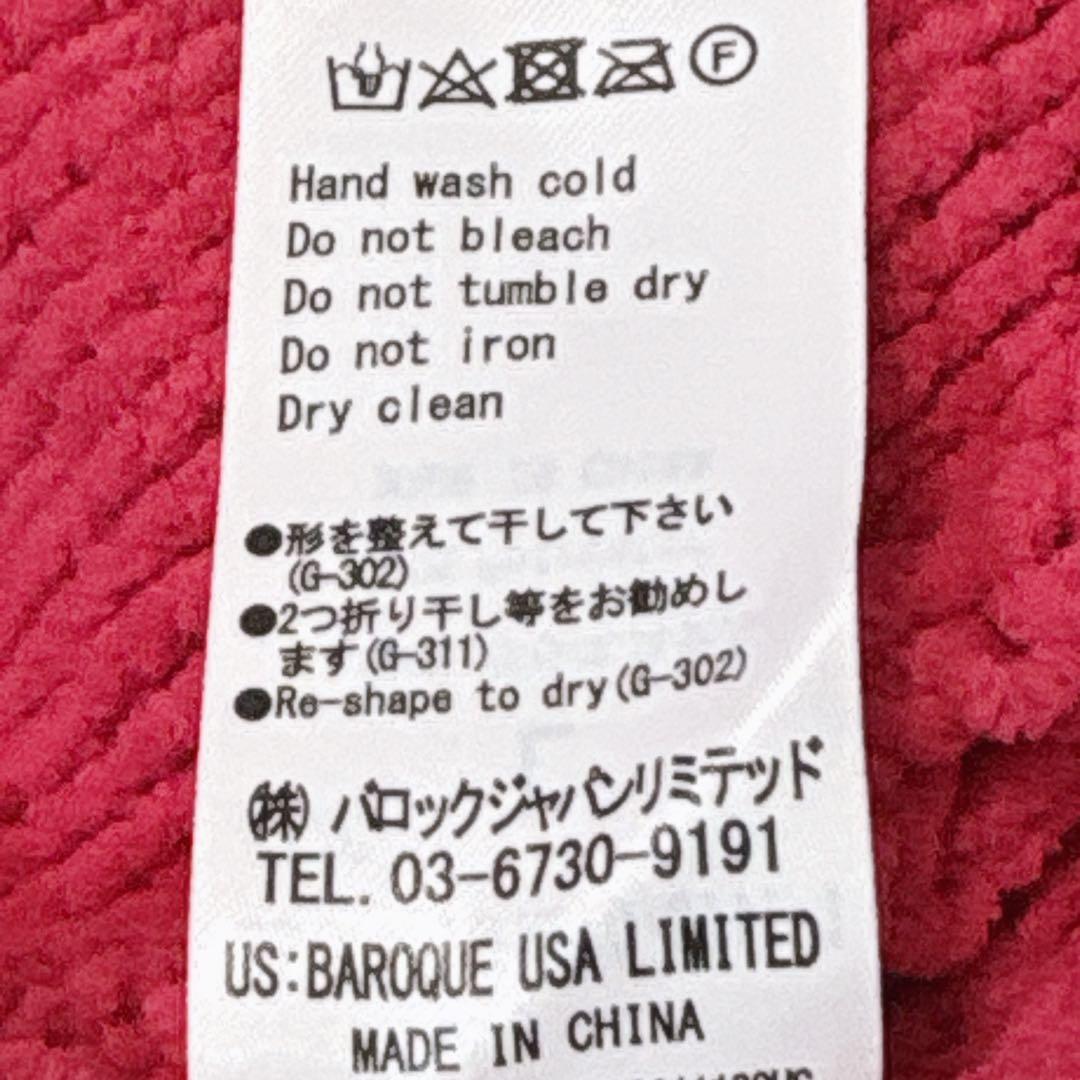 F
Hand wash cold
Do not bleach
Do not tumble dry
Do not iron
Dry clean
●形を整えて干して下さい
(G-302)
●2つ折り干し等をお勧めし
ます(G-311)
●Re-shape to dry(G-302)
(株) バロックジャパンリミテッド
TEL. 03-6730-9191
US:BAROQUE USA LIMITED
MADE IN CHINA